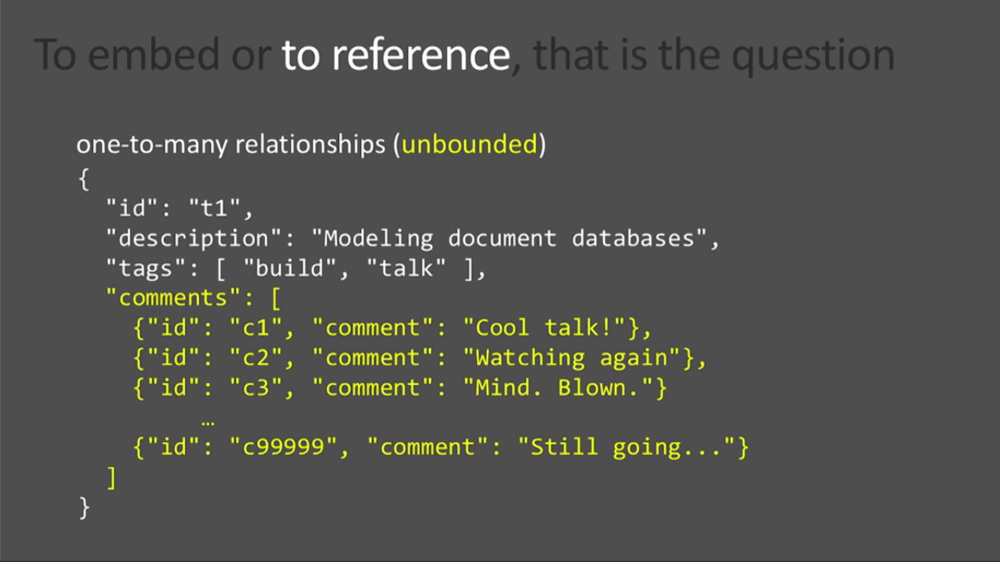 To embed or to reference, that is the question
one-to-many relationships (unbounded)
{
"id": "t1",
"description": "Modeling document databases",
"tags": [ "build", "talk" ],
"comments": [
{"id": "c1", "comment": "Cool talk!"},
{"id": "c2", "comment": "Watching again"},
{"id": "c3", "comment": "Mind. Blown."}
…
{"id": "c99999", "comment": "Still going..."}
]
}